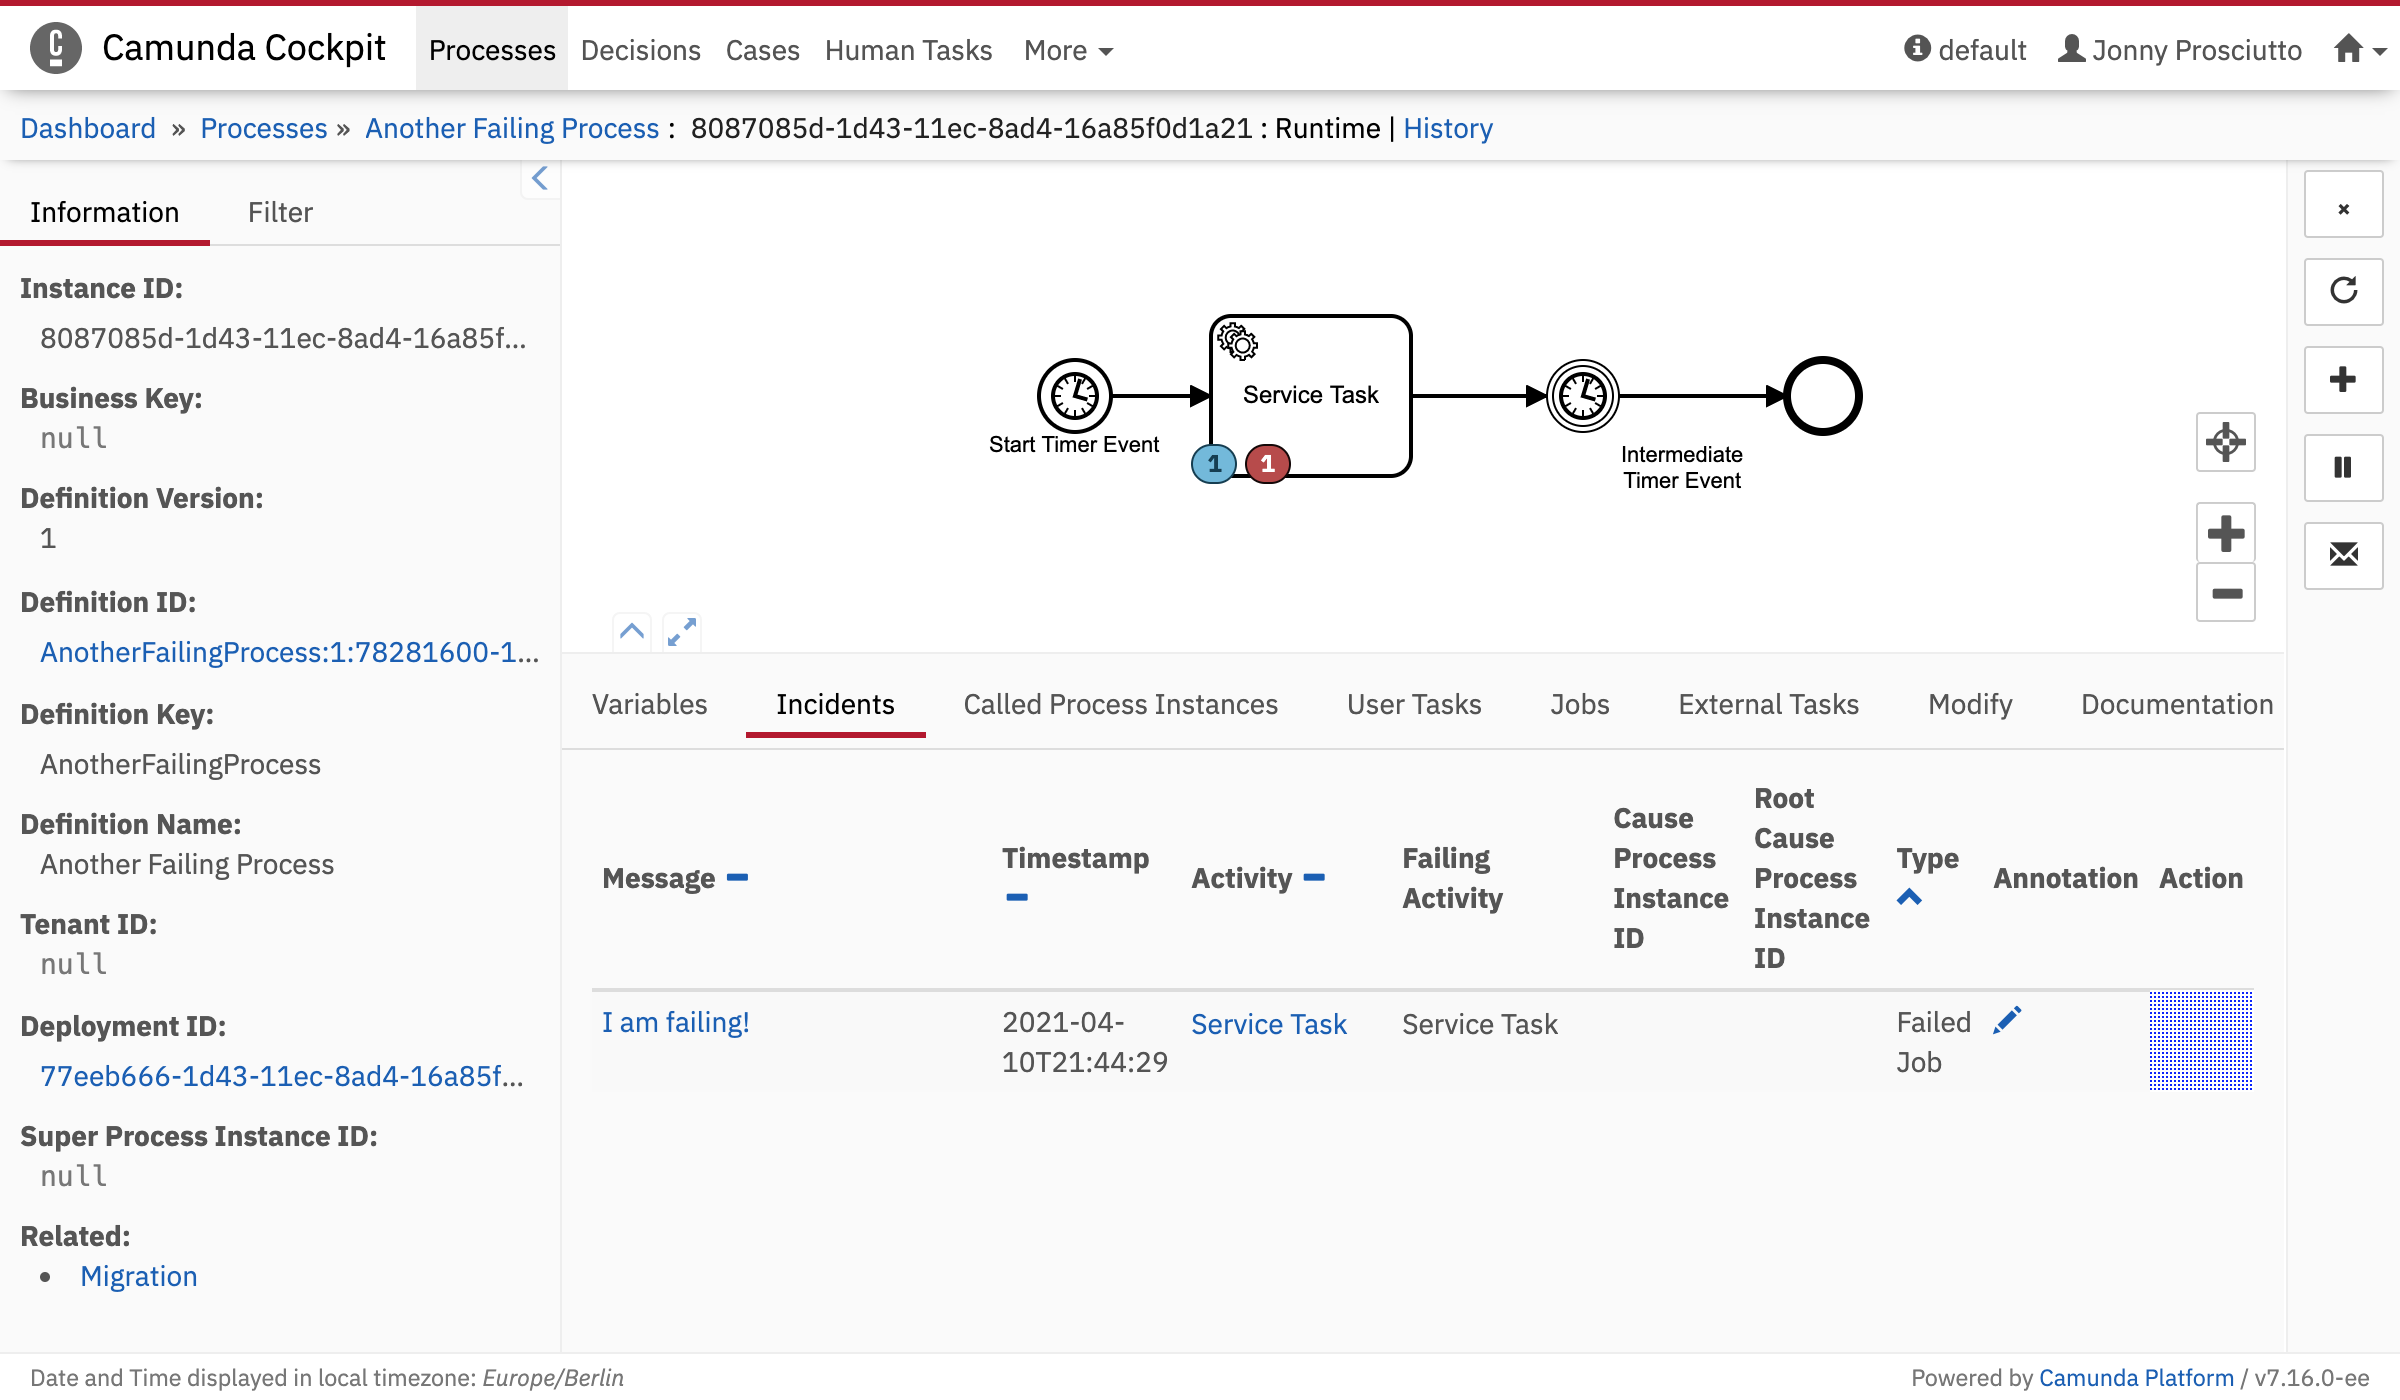 Camunda Cockpit Processes Decisions Cases Human Tasks More default Jonny Prosciutto
Dashboard » Processes » Another Failing Process : 8087085d-1d43-11ec-8ad4-16a85f0d1a21 : Runtime | History
Information Filter
Instance ID:
8087085d-1d43-11ec-8ad4-16a85f...
Business Key:
null
Definition Version:
1
Definition ID:
AnotherFailingProcess:1:78281600-1...
Definition Key:
AnotherFailingProcess
Definition Name:
Another Failing Process
Tenant ID:
null
Deployment ID:
77eeb666-1d43-11ec-8ad4-16a85f...
Super Process Instance ID:
null
Related:
• Migration
Start Timer Event
Service Task
1 1
Intermediate
Timer Event
Variables Incidents Called Process Instances User Tasks Jobs External Tasks Modify Documentation
Message
Timestamp
Activity
Failing
Activity
Cause
Process
Instance
ID
Root
Cause
Process
Instance
ID
Type
Annotation
Action
I am failing!
2021-04-
10T21:44:29
Service Task
Service Task
Failed
Job
Date and Time displayed in local timezone: Europe/Berlin
Powered by Camunda Platform / v7.16.0-ee